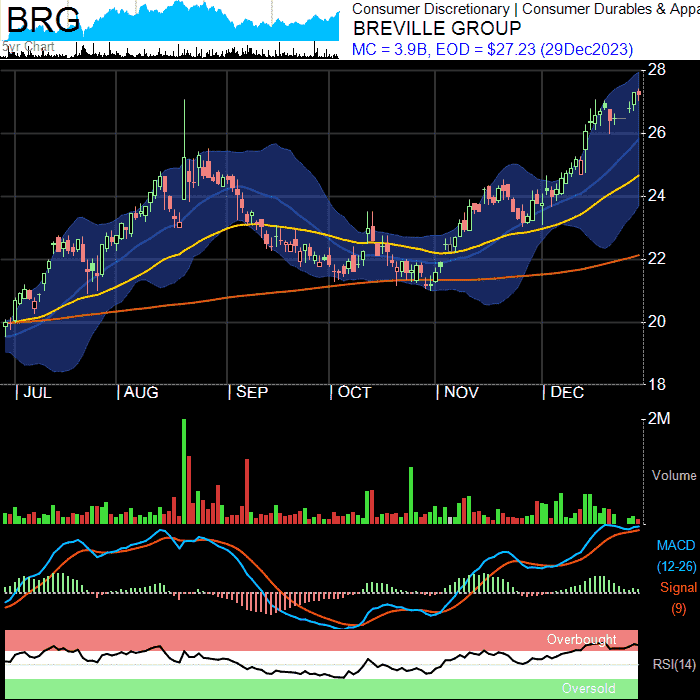 BRG
5yr Chart
Consumer Discretionary | Consumer Durables & Appa
BREVILLE GROUP
MC = 3.9B, EOD = $27.23 (29Dec2023)
28
26
24
22
20
18
| JUL | AUG | SEP | OCT | NOV | DEC
2M
Volume
MACD
(12-26)
Signal
(9)
Overbought
RSI(14)
Oversold